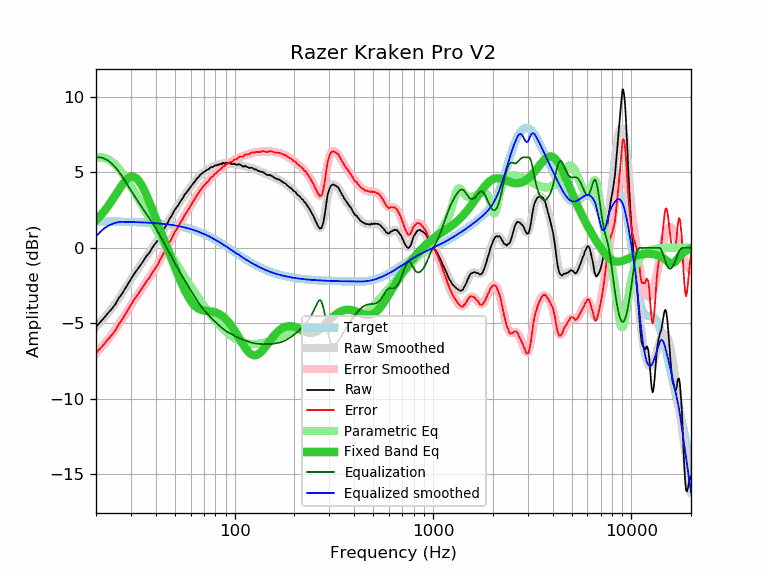 Razer Kraken Pro V2
Amplitude (dBr)
10
5
0
−5
−10
−15
Target
Raw Smoothed
Error Smoothed
Raw
Error
Parametric Eq
Fixed Band Eq
Equalization
Equalized smoothed
100
1000
10000
Frequency (Hz)